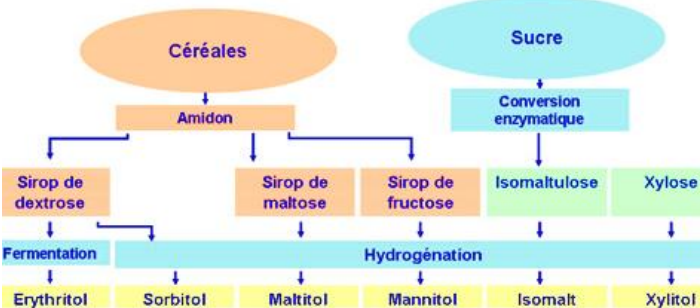 Céréales
Sucre
Amidon
Conversion
enzymatique
Sirop de
dextrose
Sirop de
maltose
Sirop de
fructose
Isomaltulose
Xylose
Fermentation
Hydrogénation
Erythritol
Sorbitol
Maltitol
Mannitol
Isomalt
Xylitol